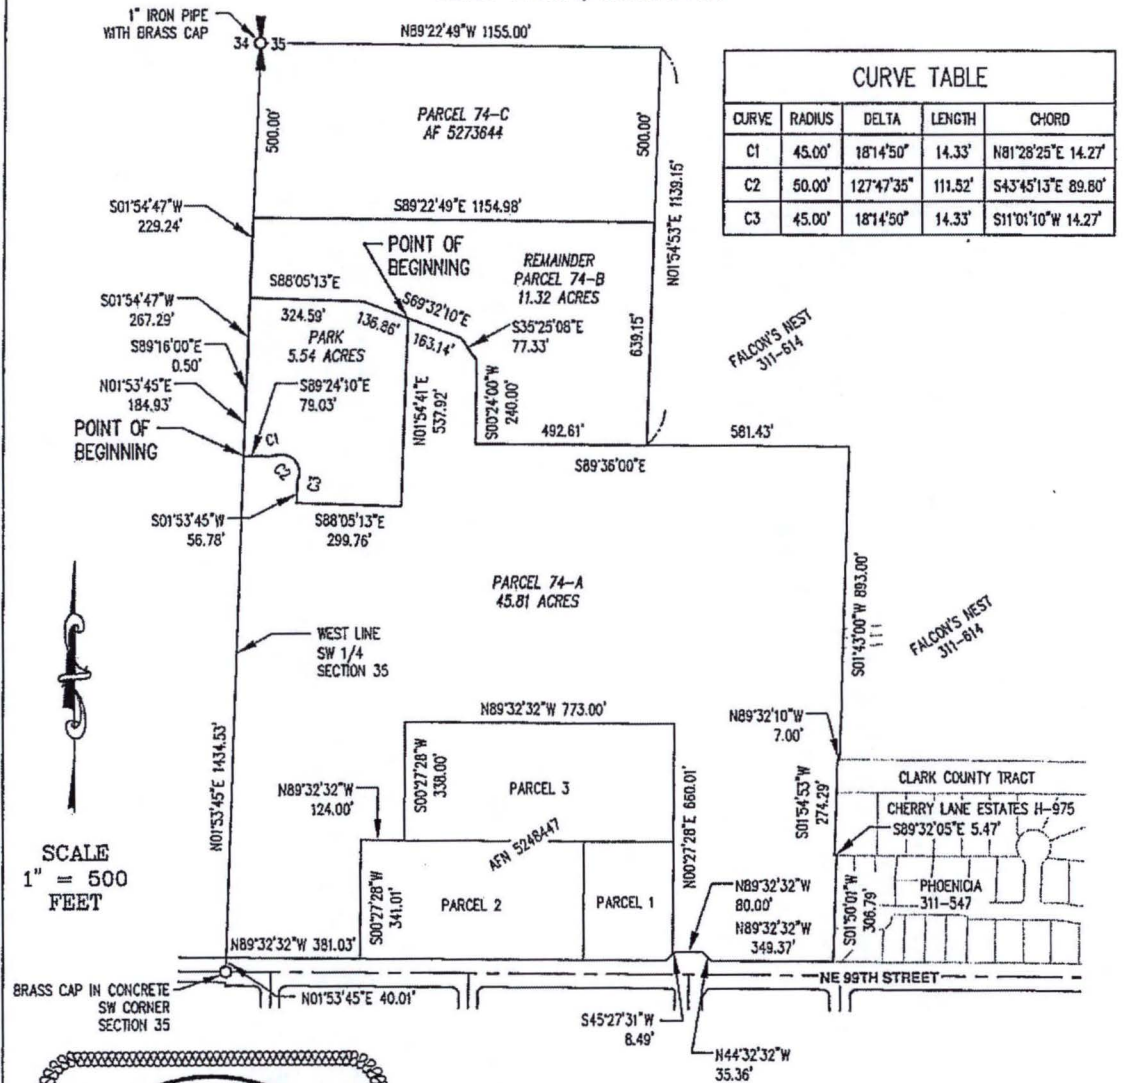 1" IRON PIPE
WITH BRASS CAP
34 35
N89°22'49"W 1155.00'
CURVE TABLE
CURVE RADIUS DELTA LENGTH CHORD
C1 45.00' 18°14'50" 14.33' N81°28'25"E 14.27'
C2 50.00' 127°47'35" 111.52' S43°45'13"E 89.80'
C3 45.00' 18°14'50" 14.33' S11°01'10"W 14.27'
500.00'
PARCEL 74-C
AF 5273644
500.00'
N01°54'53"E 1139.15'
S89°22'49"E 1154.98'
S01°54'47"W
229.24'
POINT OF
BEGINNING
REMAINDER
PARCEL 74-B
11.32 ACRES
S88°05'13"E
324.59'
S69°32'10"E
136.86'
163.14'
S35°25'08"E
77.33'
639.15'
FALCON'S NEST
311-614
S01°54'47"W
267.29'
PARK
5.54 ACRES
S89°16'00"E
0.50'
N01°53'45"E
184.93'
S89°24'10"E
79.03'
N01°54'41"E
537.92'
S00°24'00"W
240.00'
POINT OF
BEGINNING
C1
C2
C3
492.61'
581.43'
S89°36'00"E
S01°53'45"W
56.78'
S88°05'13"E
299.76'
PARCEL 74-A
45.81 ACRES
S01°43'00"W 893.00'
FALCON'S NEST
311-614
WEST LINE
SW 1/4
SECTION 35
N01°53'45"E 1434.53'
N89°32'32"W 773.00'
N89°32'10"W
7.00'
S00°27'28"W
338.00'
PARCEL 3
N00°27'28"E 660.01'
S01°54'53"W
274.29'
CLARK COUNTY TRACT
CHERRY LANE ESTATES H-975
S89°32'05"E 5.47'
N89°32'32"W
124.00'
AFN 5248447
SCALE
1" = 500
FEET
S00°27'28"W
341.01'
PARCEL 2
PARCEL 1
N89°32'32"W
80.00'
N89°32'32"W
349.37'
S01°50'01"W
306.79'
PHOENICIA
311-547
N89°32'32"W 381.03'
NE 99TH STREET
BRASS CAP IN CONCRETE
SW CORNER
SECTION 35
N01°53'45"E 40.01'
S45°27'31"W
8.49'
N44°32'32"W
35.36'